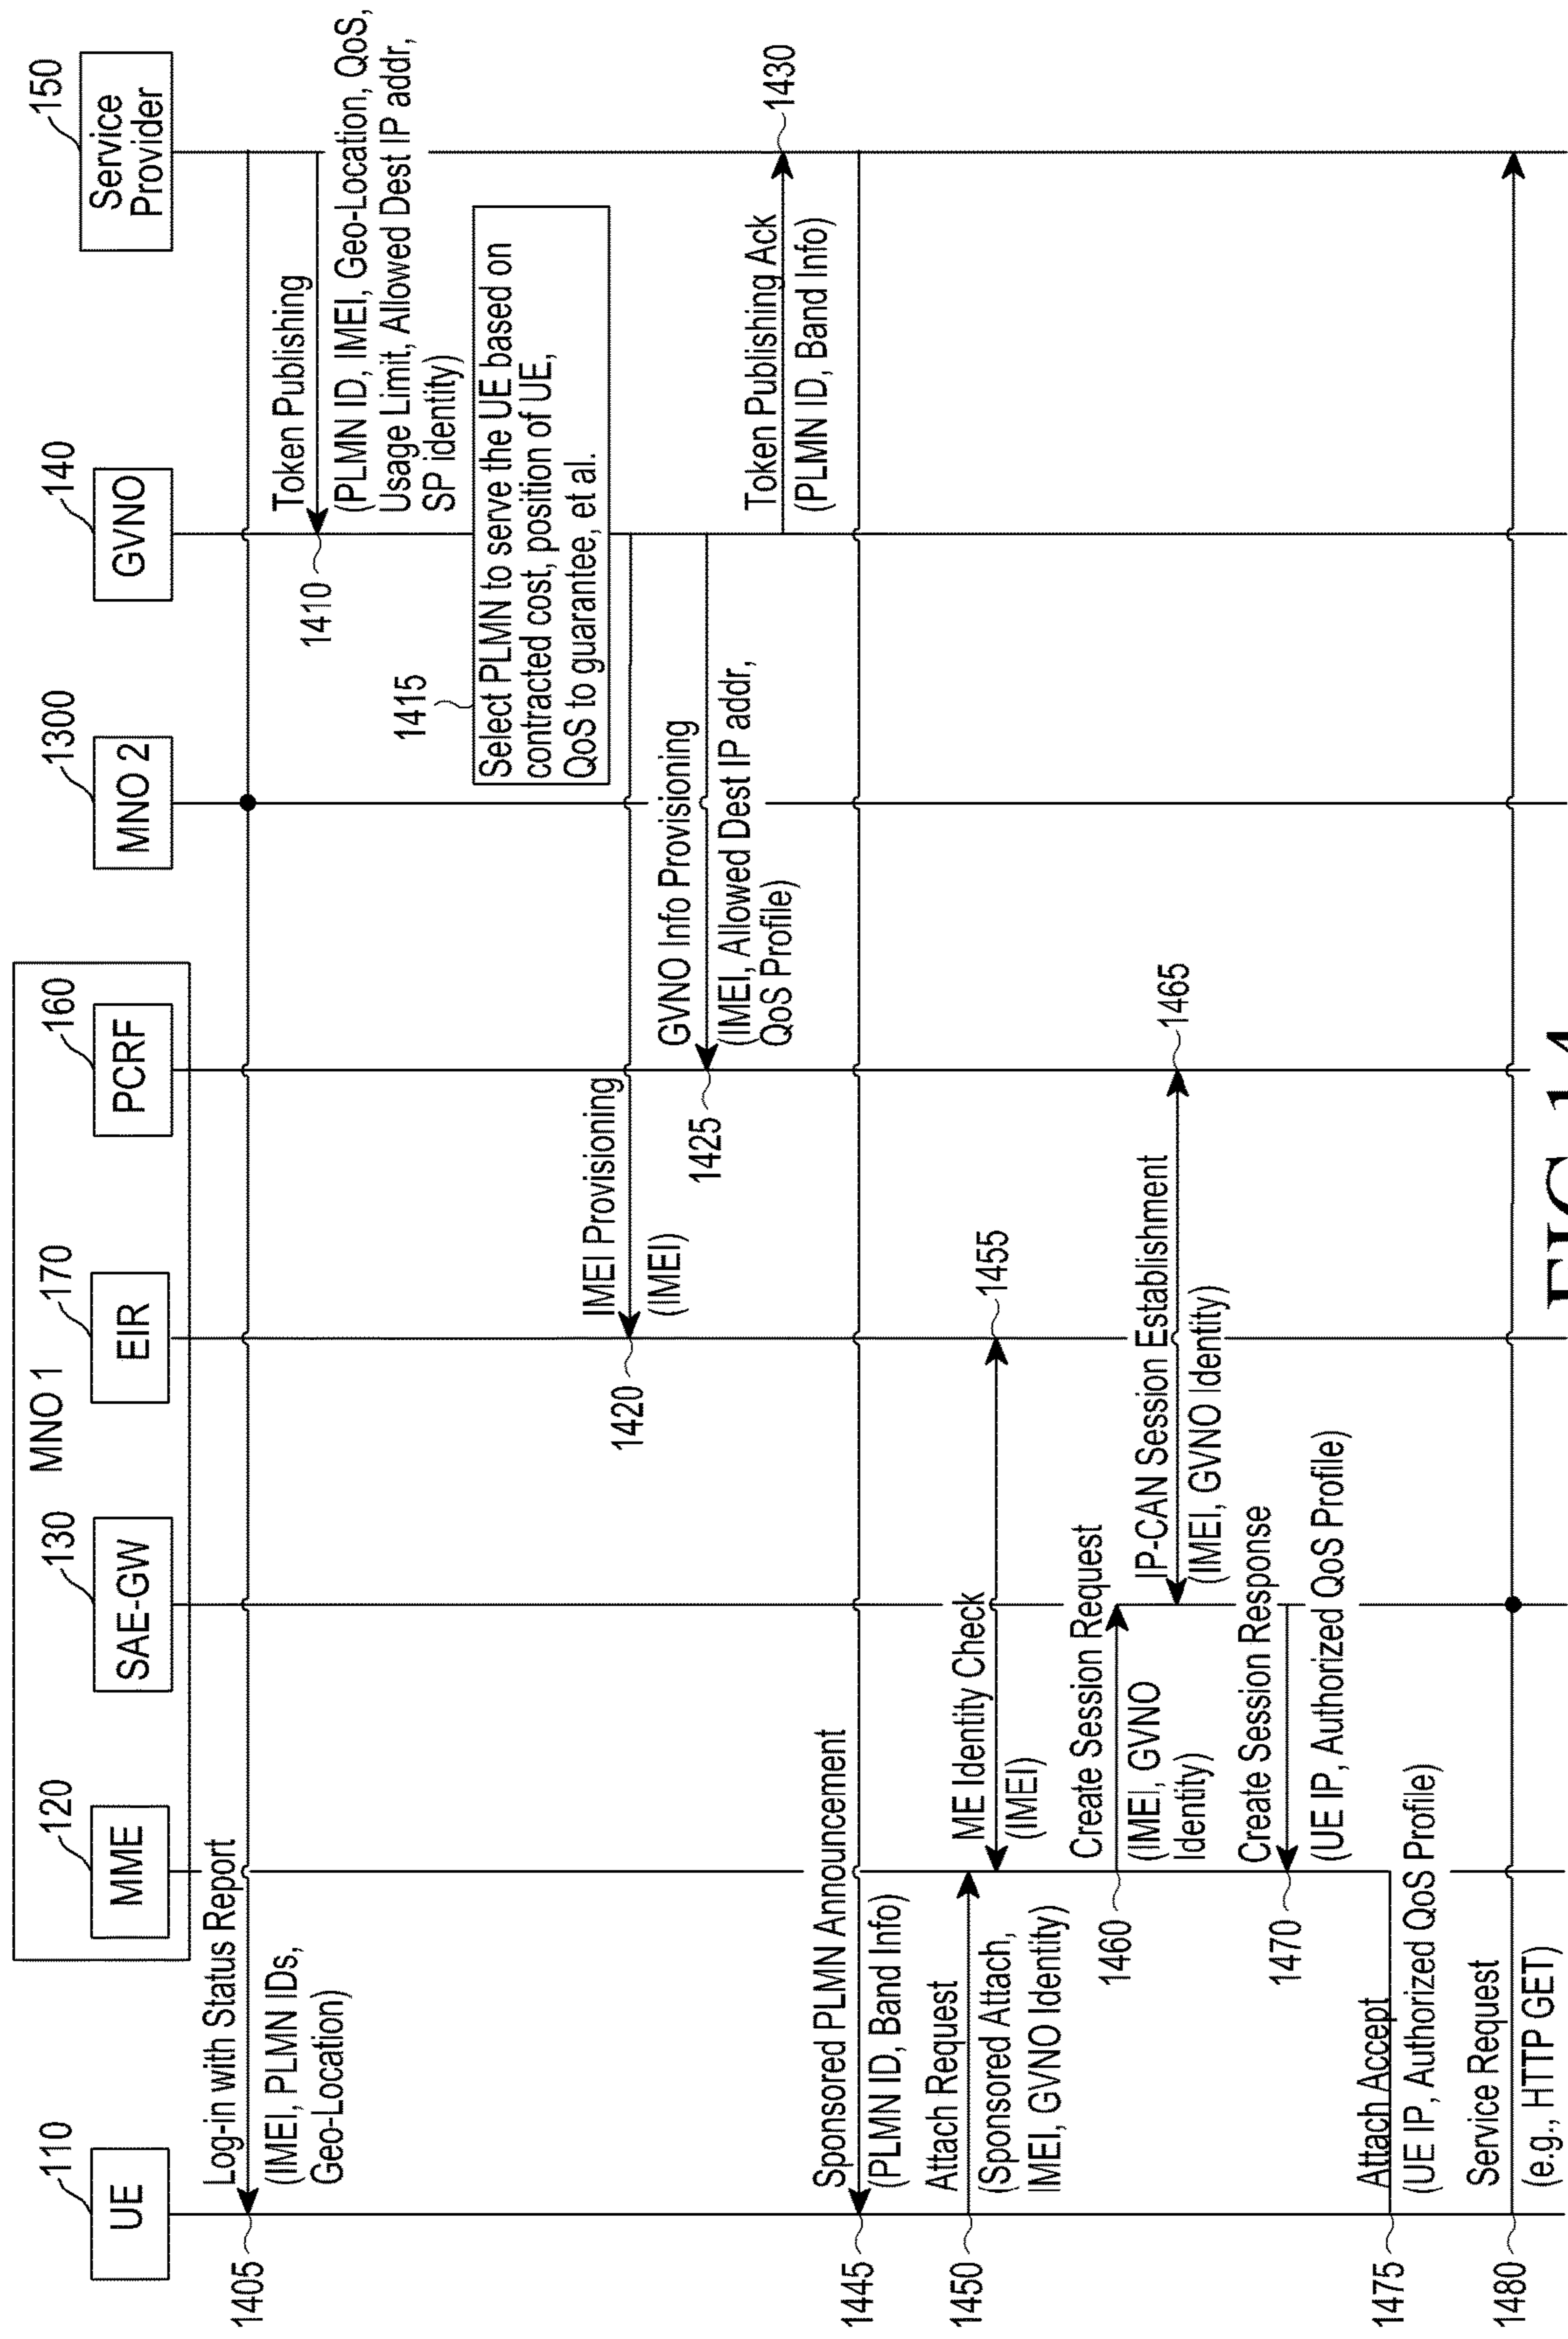 MNO 1
110
UE
120
MME
130
SAE-GW
170
EIR
160
PCRF
1300
MNO 2
140
GVNO
150
Service
Provider
1405
Log-in with Status Report
(IMEI, PLMN IDs,
Geo-Location)
Token Publishing
1410
(PLMN ID, IMEI, Geo-Location, QoS,
Usage Limit, Allowed Dest IP addr,
SP identity)
1415
Select PLMN to serve the UE based on
contracted cost, position of UE,
QoS to guarantee, et al.
IMEI Provisioning
1420
(IMEI)
GVNO Info Provisioning
1425
(IMEI, Allowed Dest IP addr,
QoS Profile)
Token Publishing Ack
1430
(PLMN ID, Band Info)
Sponsored PLMN Announcement
1445
(PLMN ID, Band Info)
Attach Request
1450
(Sponsored Attach,
IMEI, GVNO Identity)
ME Identity Check
1455
(IMEI)
Create Session Request
1460
(IMEI, GVNO
Identity)
IP-CAN Session Establishment
1465
(IMEI, GVNO Identity)
Create Session Response
1470
(UE IP, Authorized QoS Profile)
Attach Accept
1475
(UE IP, Authorized QoS Profile)
Service Request
1480
(e.g., HTTP GET)